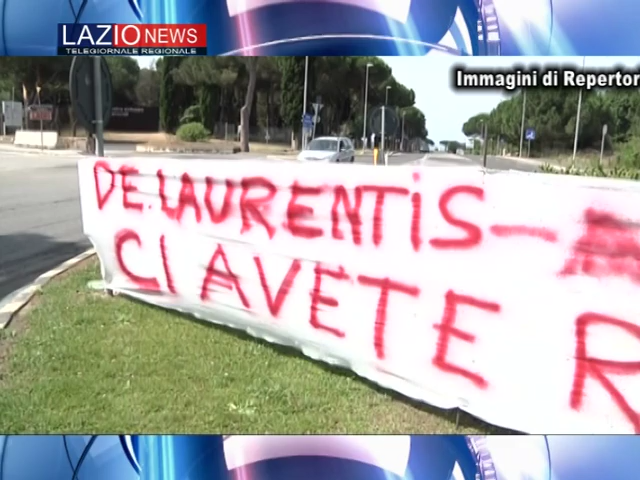 LAZIONEWS
TELEGIORNALE REGIONALE
Immagini di Repertor
DE LAURENTIS-
CI AVETE R